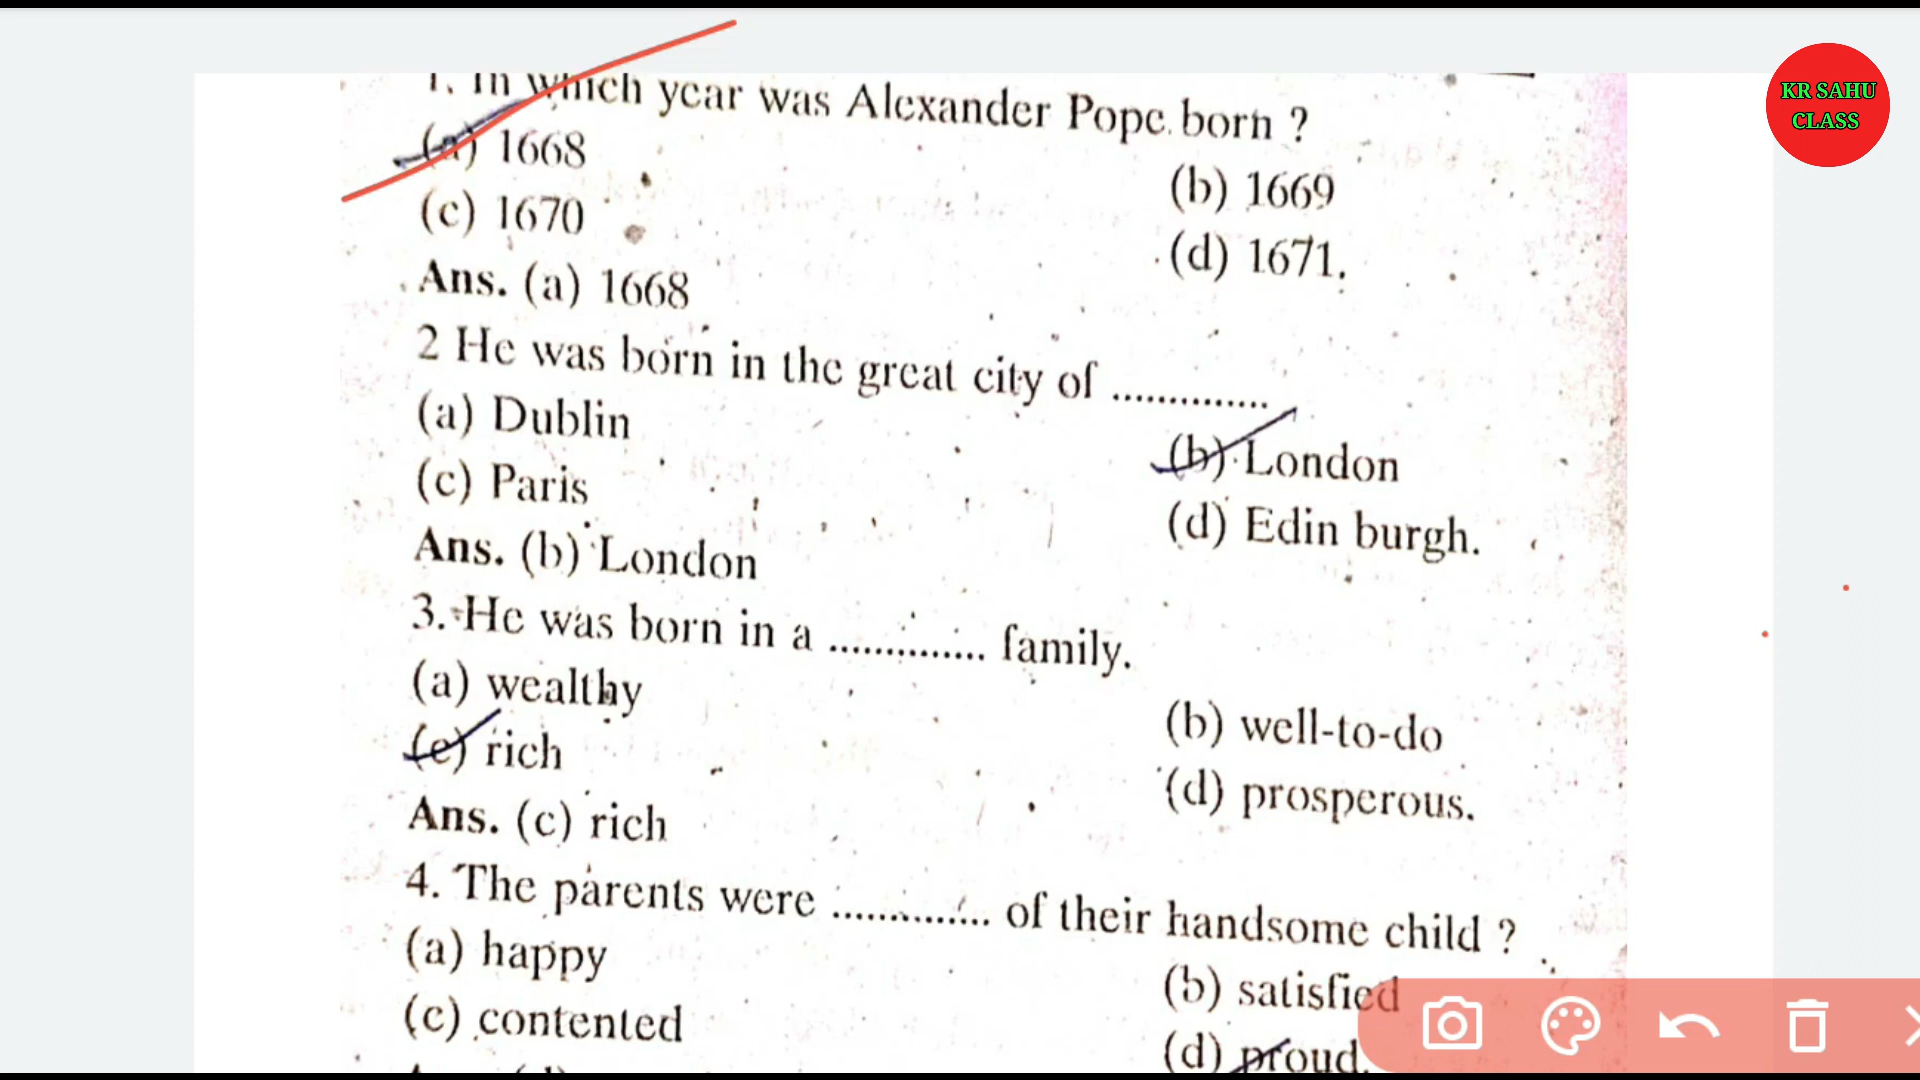 1. In which year was Alexander Pope born ?
(a) 1668
(b) 1669
(c) 1670
(d) 1671.
Ans. (a) 1668
2 He was born in the great city of ..............
(a) Dublin
(b) London
(c) Paris
(d) Edin burgh.
Ans. (b) London
3. He was born in a .............. family.
(a) wealthy
(b) well-to-do
(c) rich
(d) prosperous.
Ans. (c) rich
4. The parents were .............. of their handsome child ?
(a) happy
(b) satisfied
(c) contented
(d) proud.
KR SAHU
CLASS